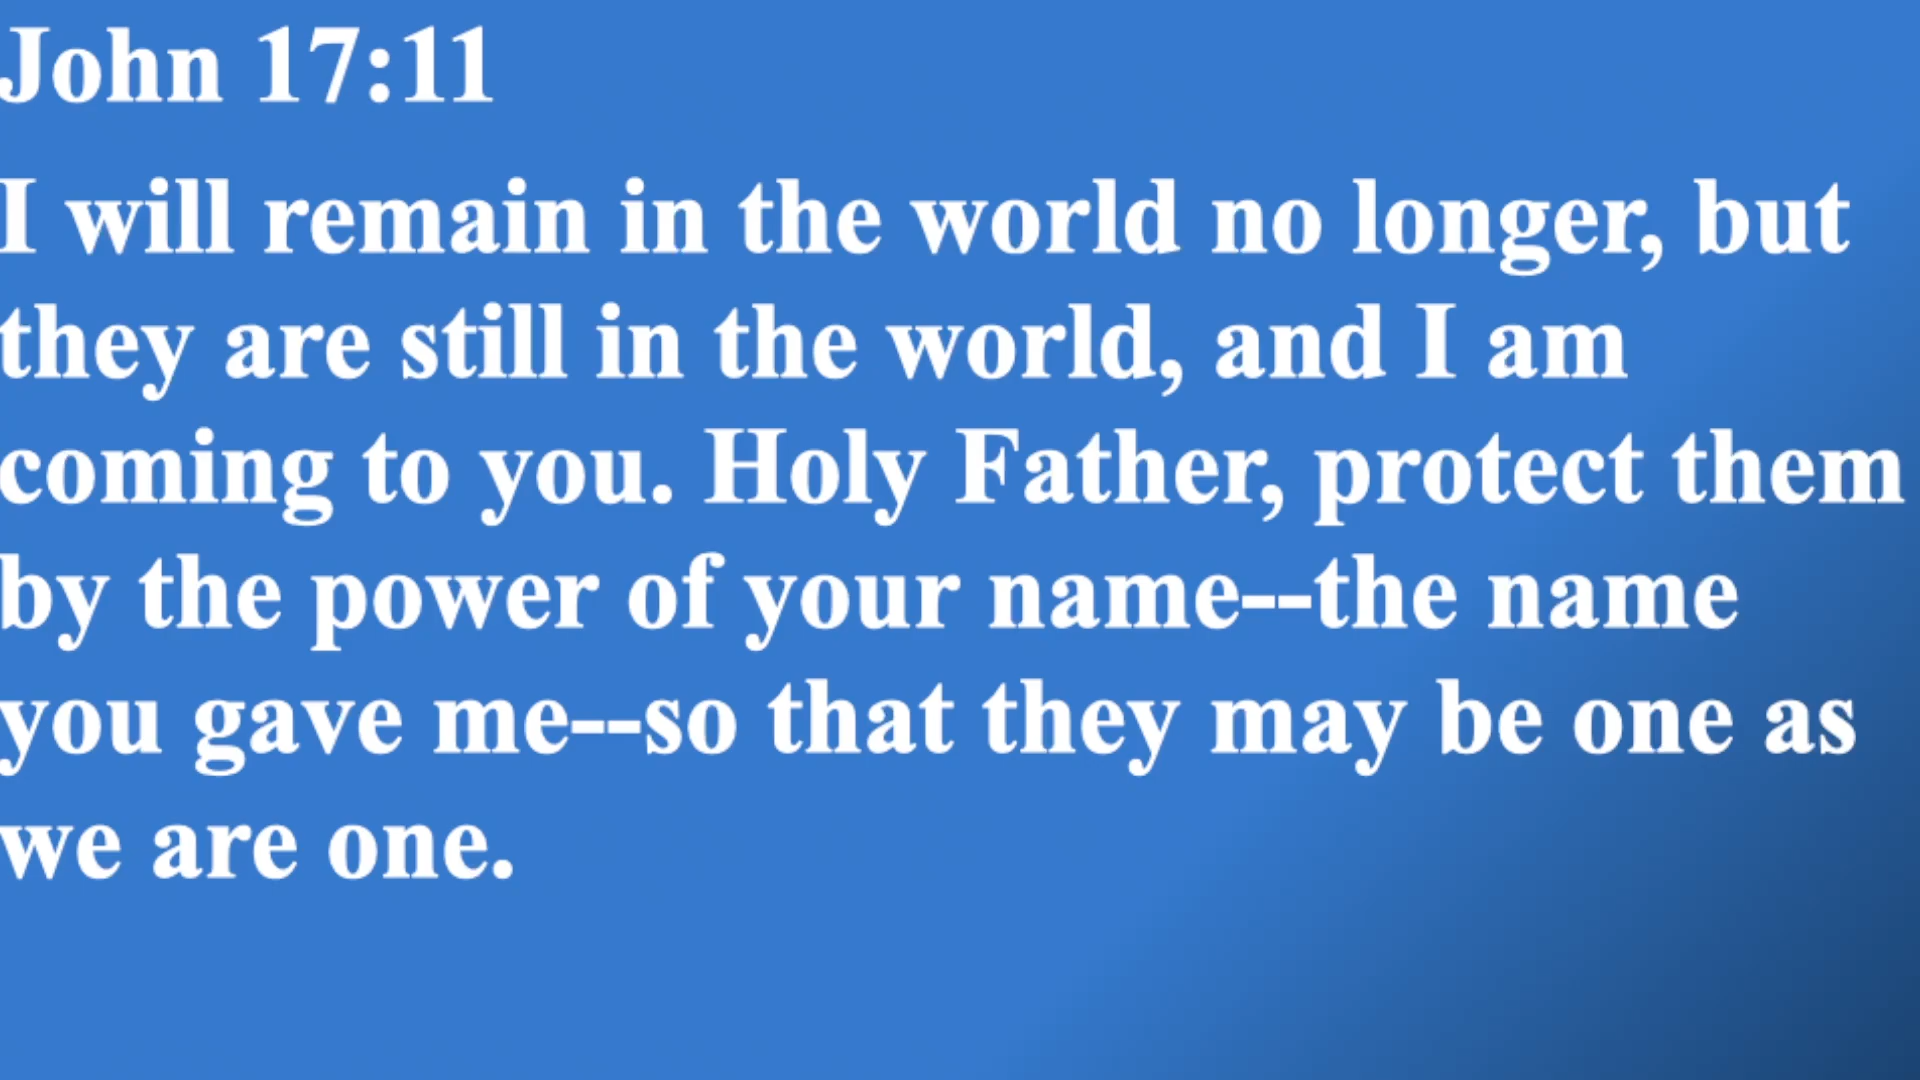 John 17:11
I will remain in the world no longer, but
they are still in the world, and I am
coming to you. Holy Father, protect them
by the power of your name--the name
you gave me--so that they may be one as
we are one.